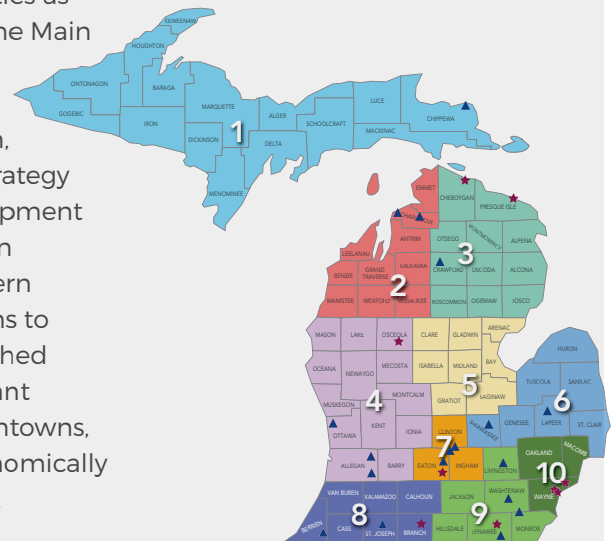 as
he Main
n,
rategy
pment
n
ern
ns to
hed
ant
ntowns,
nomically
KEWEENAW
HOUGHTON
ONTONAGON
BARAGA
LUCE
GOGEBIC
MARQUETTE
ALGER
CHIPPEWA
IRON
SCHOOLCRAFT
1
MACKINAC
DICKINSON
DELTA
MENOMINEE
EMMET
CHEBOYGAN
PRESQUE ISLE
CHARLEVOIX
ANTRIM
OTSEGO
MONTMORENCY
ALPENA
LEELANAU
3
BENZIE
GRAND TRAVERSE
KALKASKA
CRAWFORD
OSCODA
ALCONA
2
MANISTEE
WEXFORD
MISSAUKEE
ROSCOMMON
OGEMAW
IOSCO
MASON
LAKE
OSCEOLA
CLARE
GLADWIN
ARENAC
HURON
OCEANA
NEWAYGO
MECOSTA
ISABELLA
MIDLAND
BAY
TUSCOLA
SANILAC
5
MUSKEGON
4
MONTCALM
GRATIOT
SAGINAW
6
OTTAWA
KENT
IONIA
CLINTON
SHIAWASSEE
GENESEE
LAPEER
ST. CLAIR
7
OAKLAND
MACOMB
ALLEGAN
BARRY
EATON
INGHAM
LIVINGSTON
10
VAN BUREN
KALAMAZOO
CALHOUN
JACKSON
WASHTENAW
WAYNE
8
9
BERRIEN
CASS
ST. JOSEPH
BRANCH
HILLSDALE
LENAWEE
MONROE